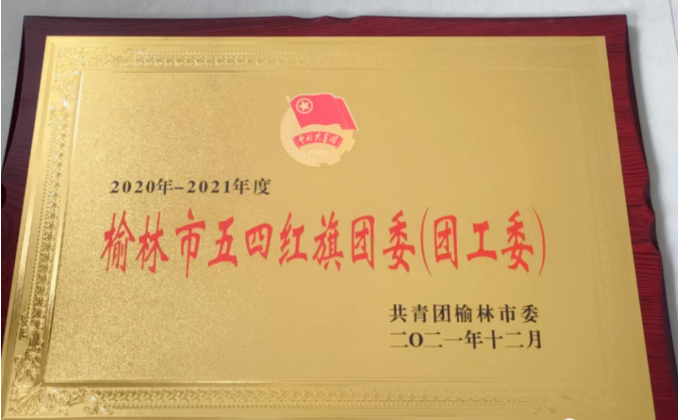 中国共青团
2020年-2021年度
榆林市五四红旗团委(团工委)
共青团榆林市委
二〇二一年十二月